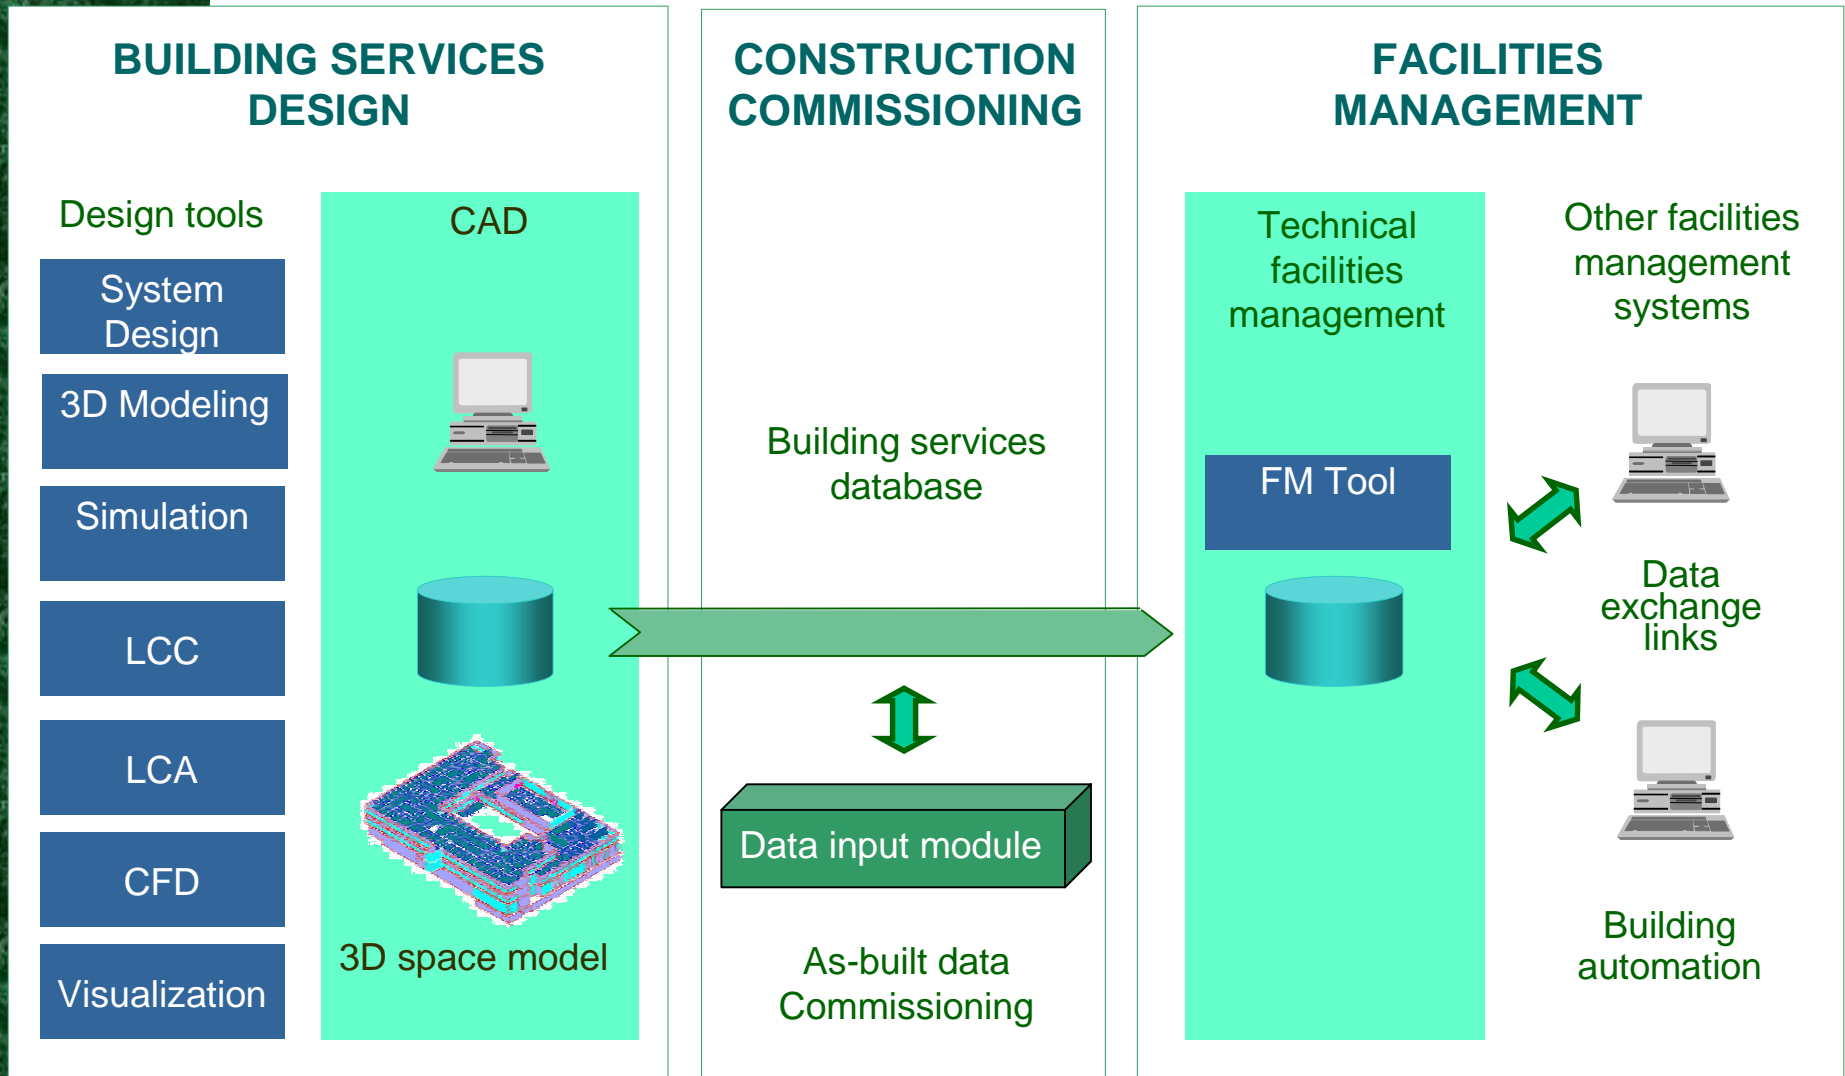 BUILDING SERVICES
DESIGN
Design tools
System
Design
3D Modeling
Simulation
LCC
LCA
CFD
Visualization
CAD
3D space model
CONSTRUCTION
COMMISSIONING
Building services
database
Data input module
As-built data
Commissioning
FACILITIES
MANAGEMENT
Technical
facilities
management
FM Tool
Other facilities
management
systems
Data
exchange
links
Building
automation